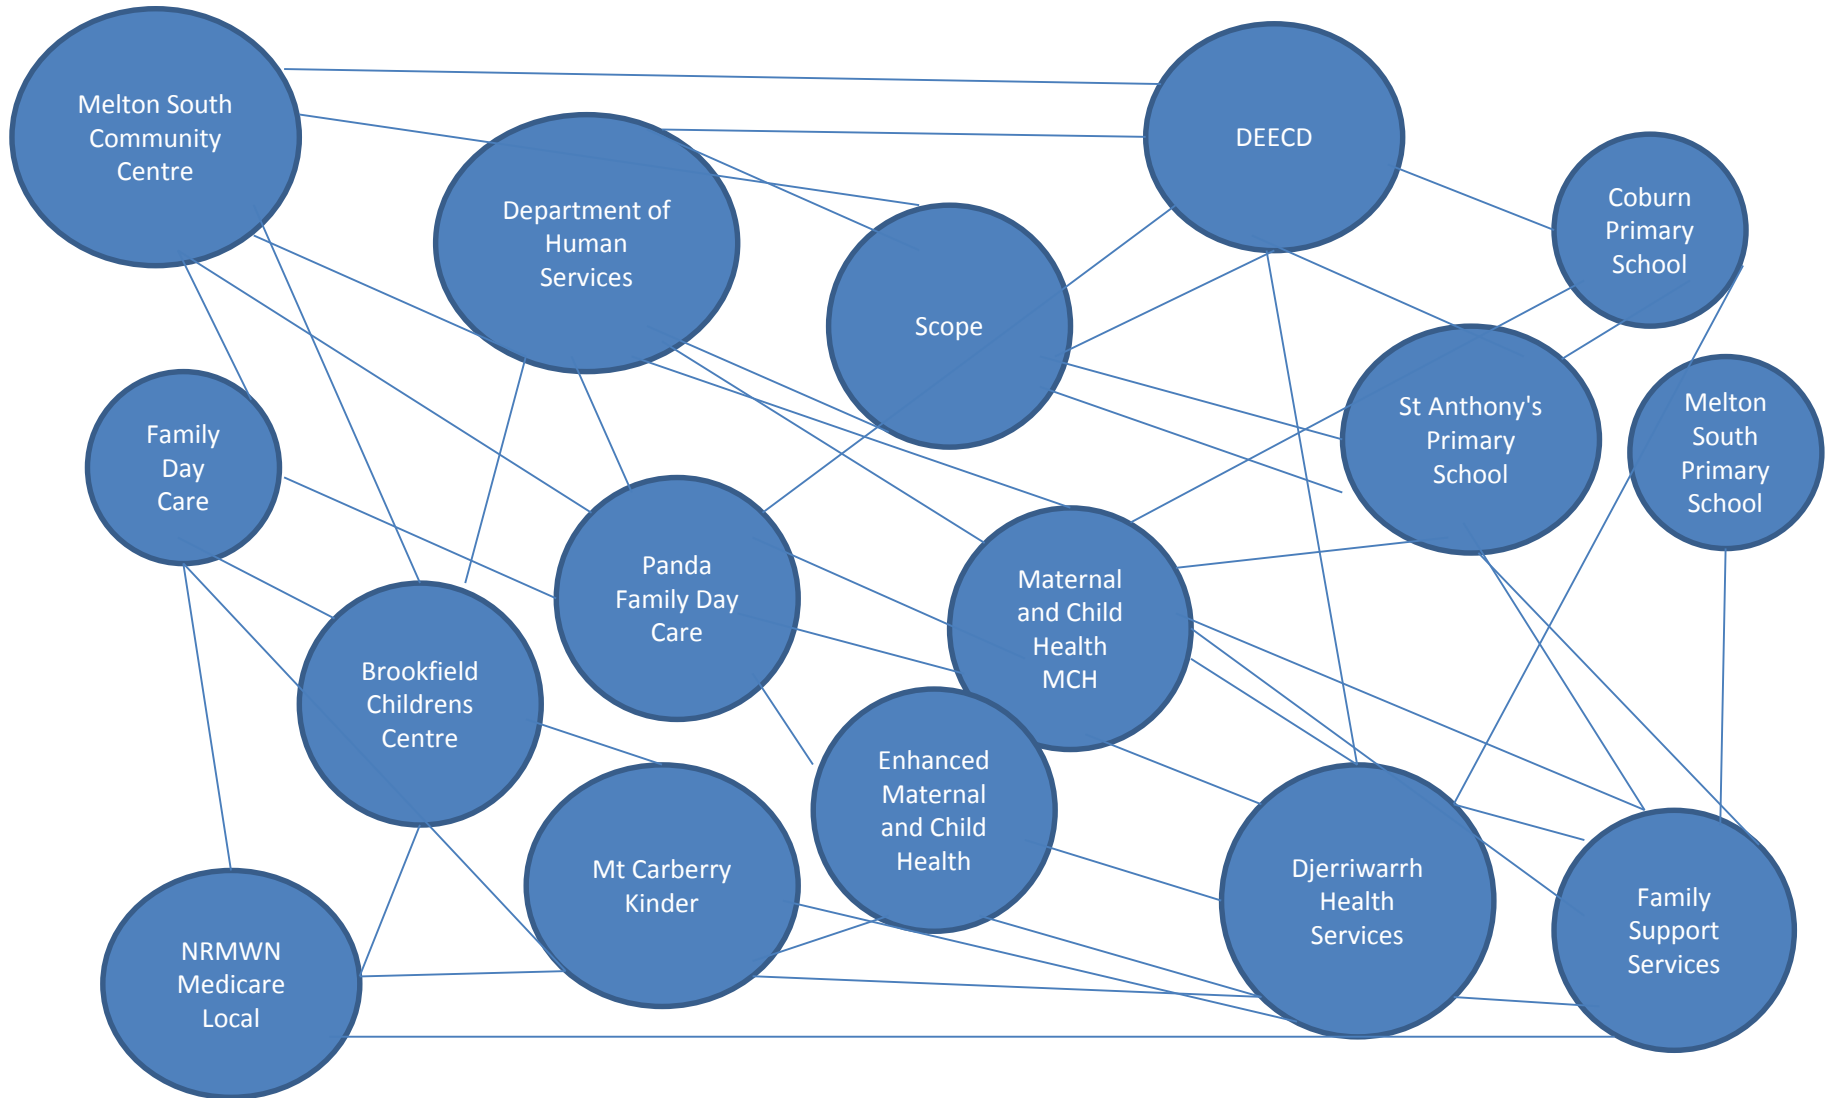 Melton South
Community
Centre
DEECD
Department of
Human
Services
Coburn
Primary
School
Scope
Family
Day
Care
St Anthony's
Primary
School
Melton
South
Primary
School
Panda
Family Day
Care
Maternal
and Child
Health
MCH
Brookfield
Childrens
Centre
Enhanced
Maternal
and Child
Health
Mt Carberry
Kinder
Djerriwarrh
Health
Services
Family
Support
Services
NRMWN
Medicare
Local